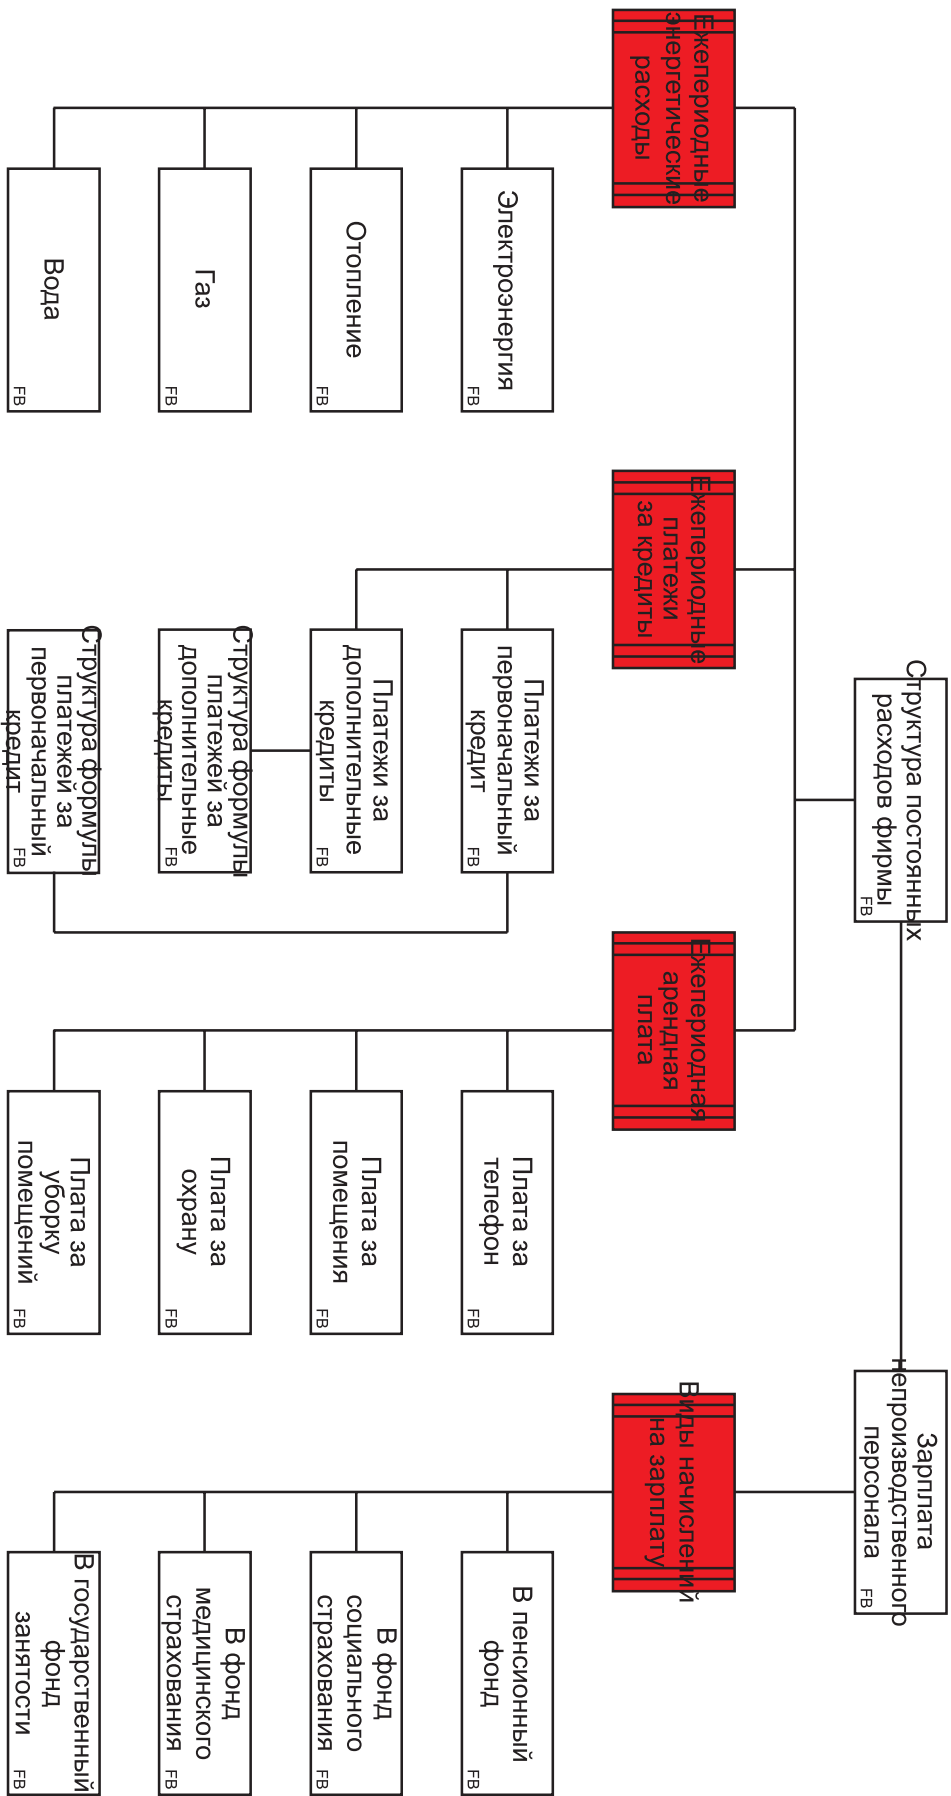 Структура постоянных
расходов фирмы
FB
Зарплата
непроизводственного
персонала
FB
Ежепериодные
энергетические
расходы
Ежепериодные
платежи
за кредиты
Ежепериодная
арендная
плата
Виды начислений
на зарплату
Электроэнергия
FB
Платежи за
первоначальный
кредит
FB
Плата за
телефон
FB
В пенсионный
фонд
FB
Отопление
FB
Платежи за
дополнительные
кредиты
FB
Плата за
помещения
FB
В фонд
социального
страхования
FB
Газ
FB
Структура формулы
платежей за
дополнительные
кредиты
FB
Плата за
охрану
FB
В фонд
медицинского
страхования
FB
Вода
FB
Структура формулы
платежей за
первоначальный
кредит
FB
Плата за
уборку
помещений
FB
В государственный
фонд
занятости
FB